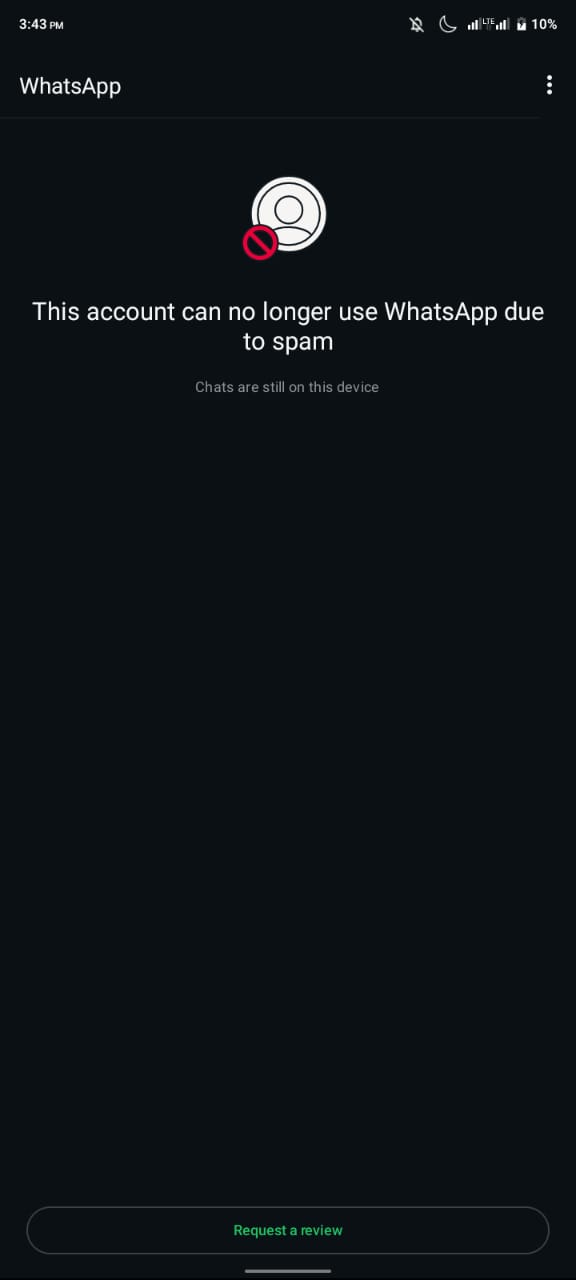 3:43 PM LTE 10%
WhatsApp
This account can no longer use WhatsApp due
to spam
Chats are still on this device
Request a review